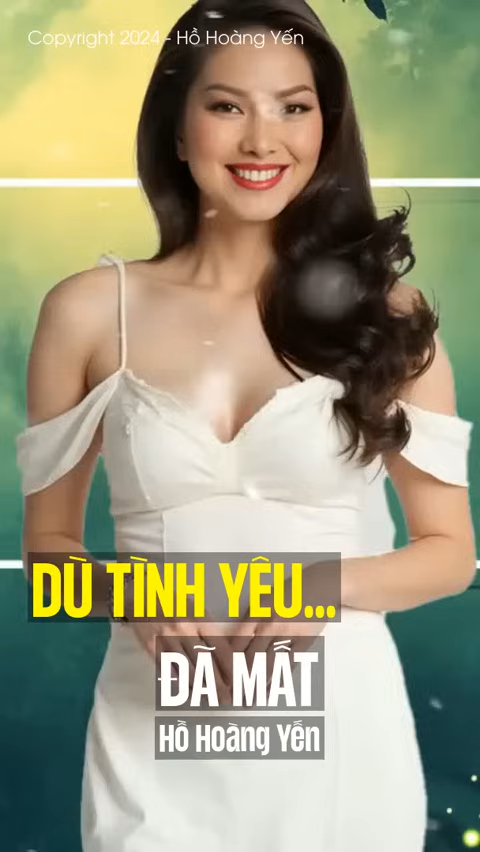 Copyright 2024 - Hồ Hoàng Yến
DÙ TÌNH YÊU...
ĐÃ MẤT
Hồ Hoàng Yến